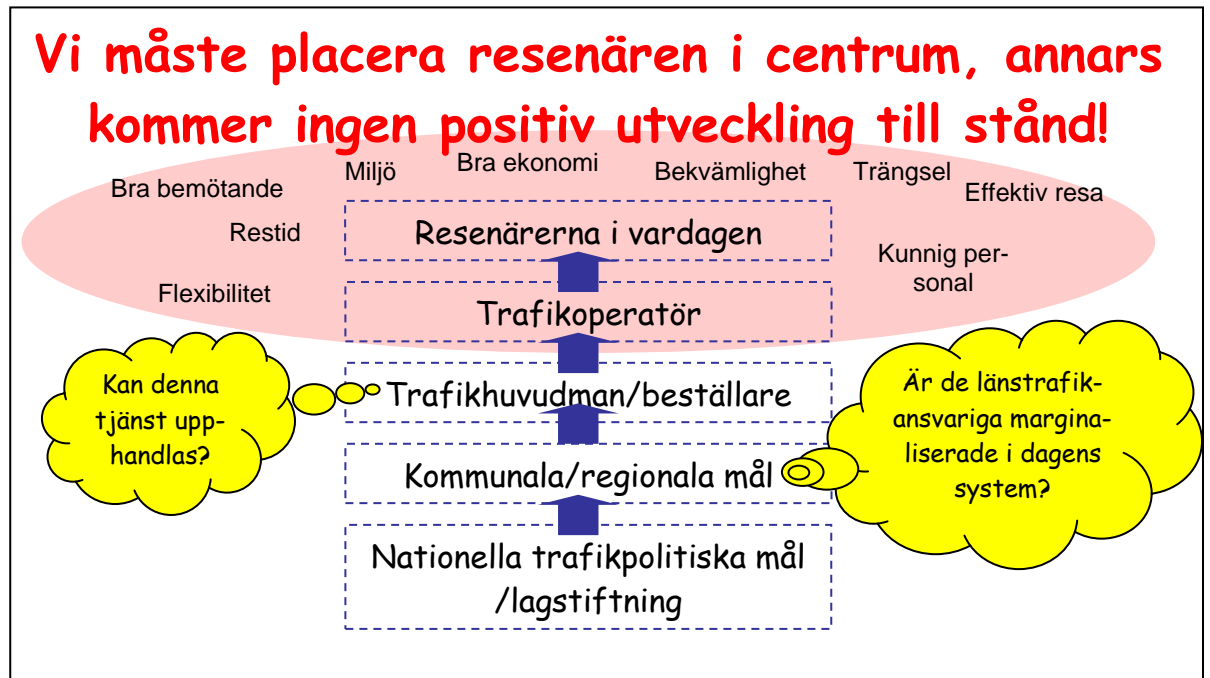 Vi måste placera resenären i centrum, annars
kommer ingen positiv utveckling till stånd!
Bra bemötande
Miljö
Bra ekonomi
Bekvämlighet
Trängsel
Effektiv resa
Restid
Resenärerna i vardagen
Kunnig per-
sonal
Flexibilitet
Trafikoperatör
Kan denna
tjänst upp-
handlas?
Trafikhuvudman/beställare
Är de länstrafik-
ansvariga margina-
liserade i dagens
system?
Kommunala/regionala mål
Nationella trafikpolitiska mål
/lagstiftning